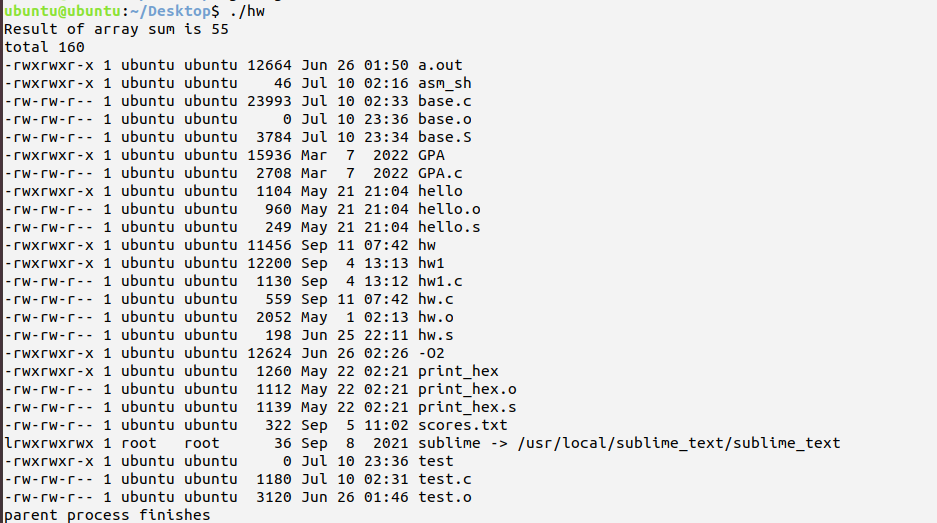 ubuntu@ubuntu:~/Desktop$ ./hw
Result of array sum is 55
total 160
-rwxrwxr-x 1 ubuntu ubuntu 12664 Jun 26 01:50 a.out
-rwxrwxr-x 1 ubuntu ubuntu    46 Jul 10 02:16 asm_sh
-rw-rw-r-- 1 ubuntu ubuntu 23993 Jul 10 02:33 base.c
-rw-rw-r-- 1 ubuntu ubuntu     0 Jul 10 23:36 base.o
-rw-rw-r-- 1 ubuntu ubuntu  3784 Jul 10 23:34 base.S
-rwxrwxr-x 1 ubuntu ubuntu 15936 Mar  7  2022 GPA
-rw-rw-r-- 1 ubuntu ubuntu  2708 Mar  7  2022 GPA.c
-rwxrwxr-x 1 ubuntu ubuntu  1104 May 21 21:04 hello
-rw-rw-r-- 1 ubuntu ubuntu   960 May 21 21:04 hello.o
-rw-rw-r-- 1 ubuntu ubuntu   249 May 21 21:04 hello.s
-rwxrwxr-x 1 ubuntu ubuntu 11456 Sep 11 07:42 hw
-rwxrwxr-x 1 ubuntu ubuntu 12200 Sep  4 13:13 hw1
-rw-rw-r-- 1 ubuntu ubuntu  1130 Sep  4 13:12 hw1.c
-rw-rw-r-- 1 ubuntu ubuntu   559 Sep 11 07:42 hw.c
-rw-rw-r-- 1 ubuntu ubuntu  2052 May  1 02:13 hw.o
-rw-rw-r-- 1 ubuntu ubuntu   198 Jun 25 22:11 hw.s
-rwxrwxr-x 1 ubuntu ubuntu 12624 Jun 26 02:26 -O2
-rwxrwxr-x 1 ubuntu ubuntu  1260 May 22 02:21 print_hex
-rw-rw-r-- 1 ubuntu ubuntu  1112 May 22 02:21 print_hex.o
-rw-rw-r-- 1 ubuntu ubuntu  1139 May 22 02:21 print_hex.s
-rw-rw-r-- 1 ubuntu ubuntu   322 Sep  5 11:02 scores.txt
lrwxrwxrwx 1 root   root      36 Sep  8  2021 sublime -> /usr/local/sublime_text/sublime_text
-rwxrwxr-x 1 ubuntu ubuntu     0 Jul 10 23:36 test
-rw-rw-r-- 1 ubuntu ubuntu  1180 Jul 10 02:31 test.c
-rw-rw-r-- 1 ubuntu ubuntu  3120 Jun 26 01:46 test.o
parent process finishes